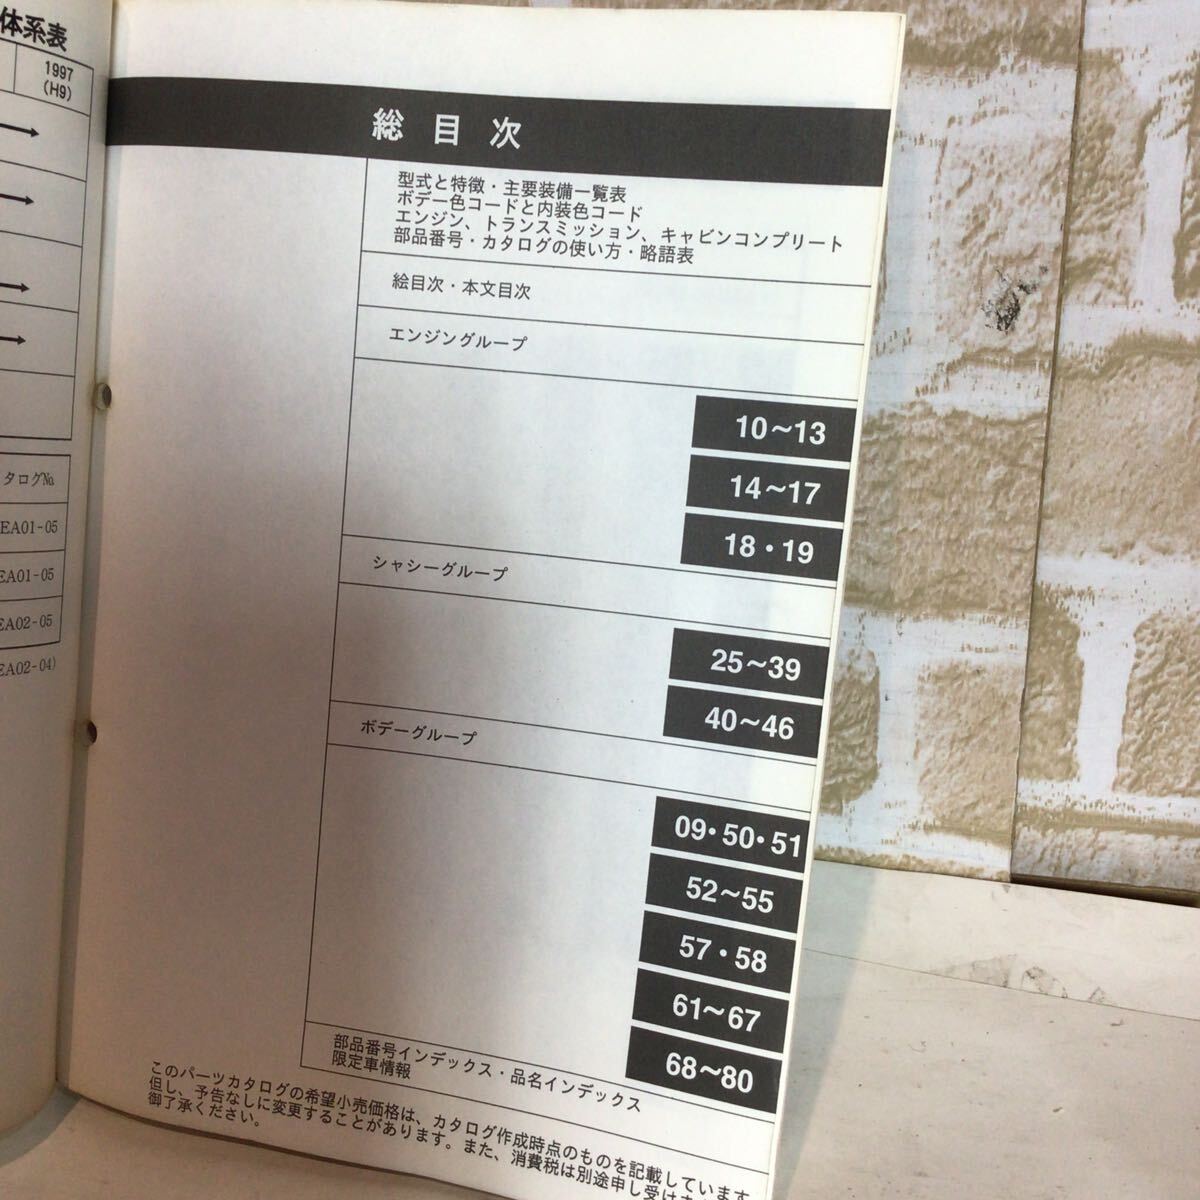 体系表
1997
(H9)
タログNo.
EA01-05
EA01-05
EA02-05
EA02-04)
総目次
型式と特徴・主要装備一覧表
ボデー色コードと内装色コード
エンジン、トランスミッション、キャビンコンプリート
部品番号・カタログの使い方・略語表
絵目次・本文目次
エンジングループ
10～13
14～17
18・19
シャシーグループ
25～39
40～46
ボデーグループ
09・50・51
52～55
57・58
61～67
68～80
部品番号インデックス・品名インデックス
限定車情報
このパーツカタログの希望小売価格は、カタログ作成時点のものを記載しています
但し、予告なしに変更することがあります。また、消費税は別途申し受け
御了承ください。